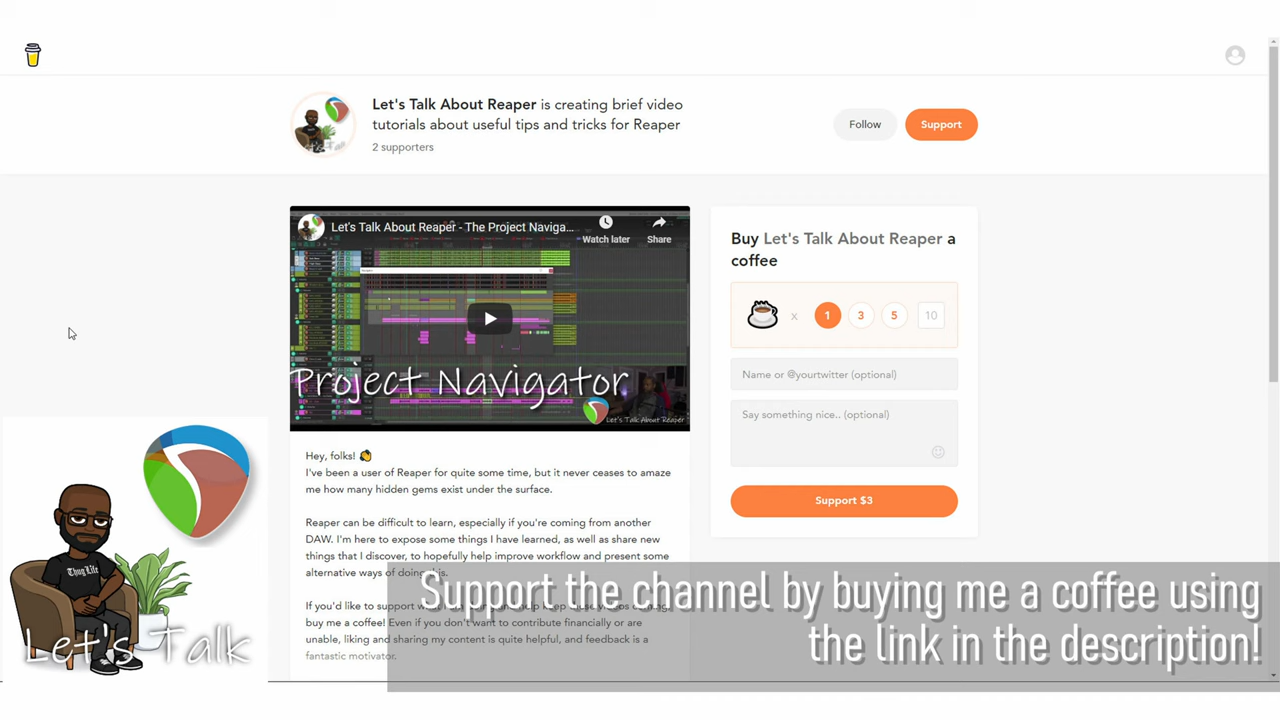 Let's Talk About Reaper is creating brief video
tutorials about useful tips and tricks for Reaper
2 supporters
Follow
Support
Let's Talk About Reaper - The Project Naviga...
Watch later
Share
Project Navigator
Let's Talk About Reaper
Hey, folks!
I've been a user of Reaper for quite some time, but it never ceases to amaze
me how many hidden gems exist under the surface.
Reaper can be difficult to learn, especially if you're coming from another
DAW. I'm here to expose some things I have learned, as well as share new
things that I discover, to hopefully help improve workflow and present some
alternative ways of doing this.
If you'd like to support
buy me a coffee! Even if you don't want to contribute financially or are
unable, liking and sharing my content is quite helpful, and feedback is a
fantastic motivator.
Buy Let's Talk About Reaper a
coffee
x 1 3 5 10
Name or @yourtwitter (optional)
Say something nice.. (optional)
Support $3
Thug Life
Let's Talk
Support the channel by buying me a coffee using
the link in the description!